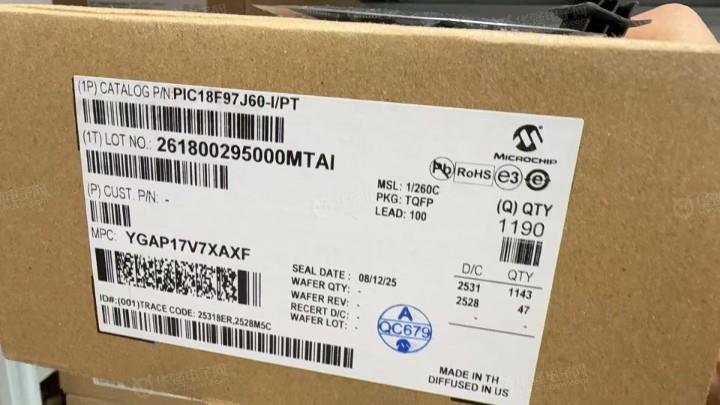 (1P) CATALOG P/N: PIC18F97J60-I/PT
(1T) LOT NO.: 261800295000MTAI
(P) CUST. P/N: -
MPC: YGAP17V7XAXF
MICROCHIP
Pb RoHS e3 e
MSL: 1/260C
PKG: TQFP
LEAD: 100
(Q) QTY
1190
SEAL DATE : 08/12/25
WAFER QTY: -
WAFER REV: -
RECERT D/C: -
WAFER LOT: -
D/C QTY
2531 1143
2528 47
- -
A
QC679
ID#:(001)TRACE CODE: 25318ER,2528M5C
MADE IN TH
DIFFUSED IN US